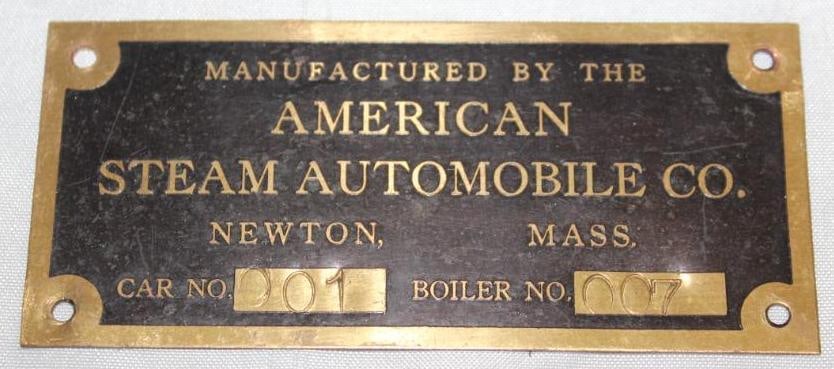 MANUFACTURED BY THE
AMERICAN
STEAM AUTOMOBILE CO.
NEWTON, MASS.
CAR NO. 001 BOILER NO. 007